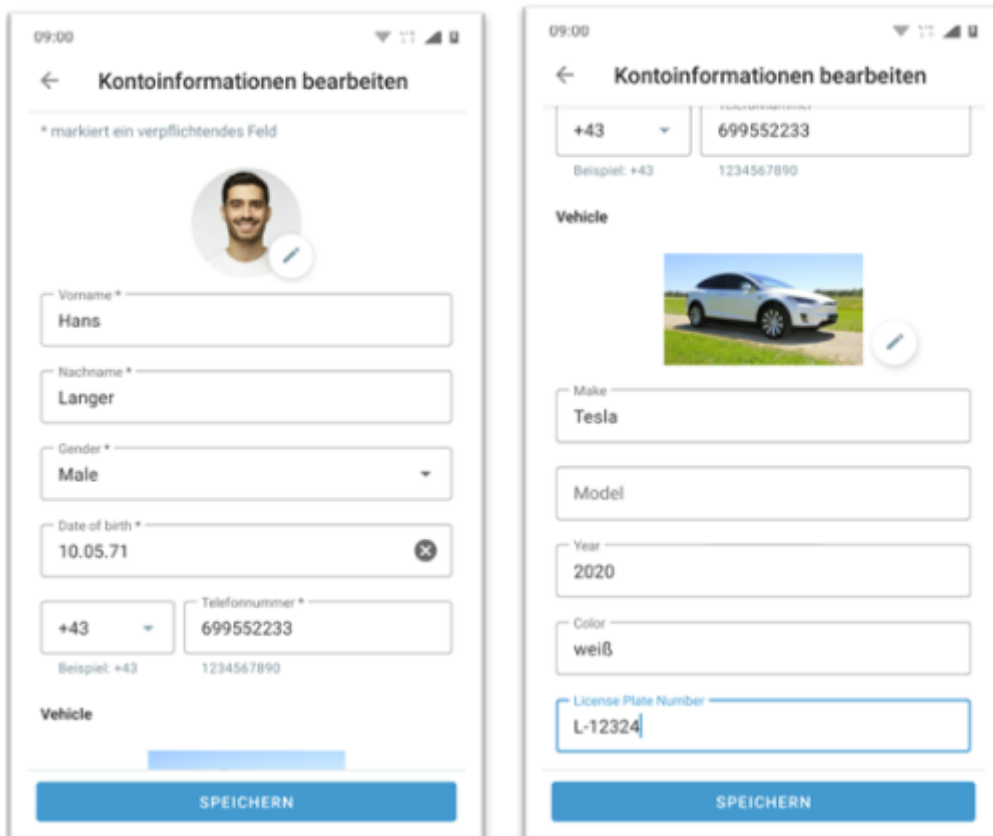 09:00
Kontoinformationen bearbeiten
* markiert ein verpflichtendes Feld
Vorname *
Hans
Nachname *
Langer
Gender *
Male
Date of birth *
10.05.71
Telefonnummer *
+43 699552233
Beispiel: +43 1234567890
Vehicle
SPEICHERN
09:00
Kontoinformationen bearbeiten
Telefonnummer
+43 699552233
Beispiel: +43 1234567890
Vehicle
Make
Tesla
Model
Year
2020
Color
weiß
License Plate Number
L-12324
SPEICHERN